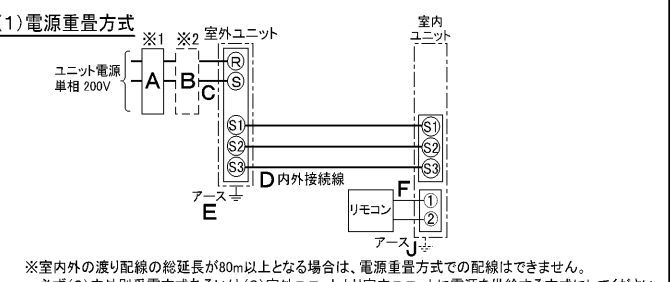 (1)電源重畳方式
※1 ※2 室外ユニット 室内ユニット
ユニット電源
単相 200V
A B C
R
S
S1 S1
S2 S2
S3 S3
D 内外接続線
アース
E
F
リモコン
①
②
アース J
※室内外の渡り配線の総延長が80m以上となる場合は、電源重畳方式での配線はできません。